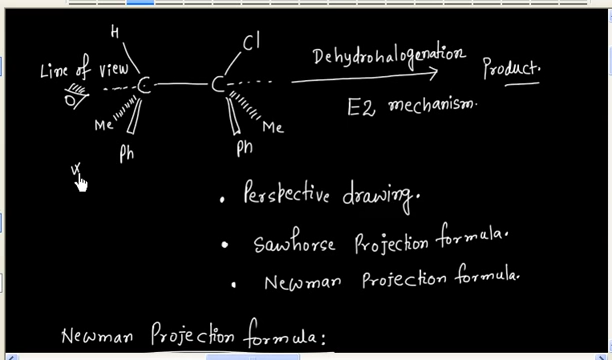 H
Cl
Line of view
C
C
Me
Ph
Me
Ph
Dehydrohalogenation
E2 mechanism.
Product.
• Perspective drawing.
• Sawhorse Projection formula.
• Newman Projection formula.
Newman Projection formula: